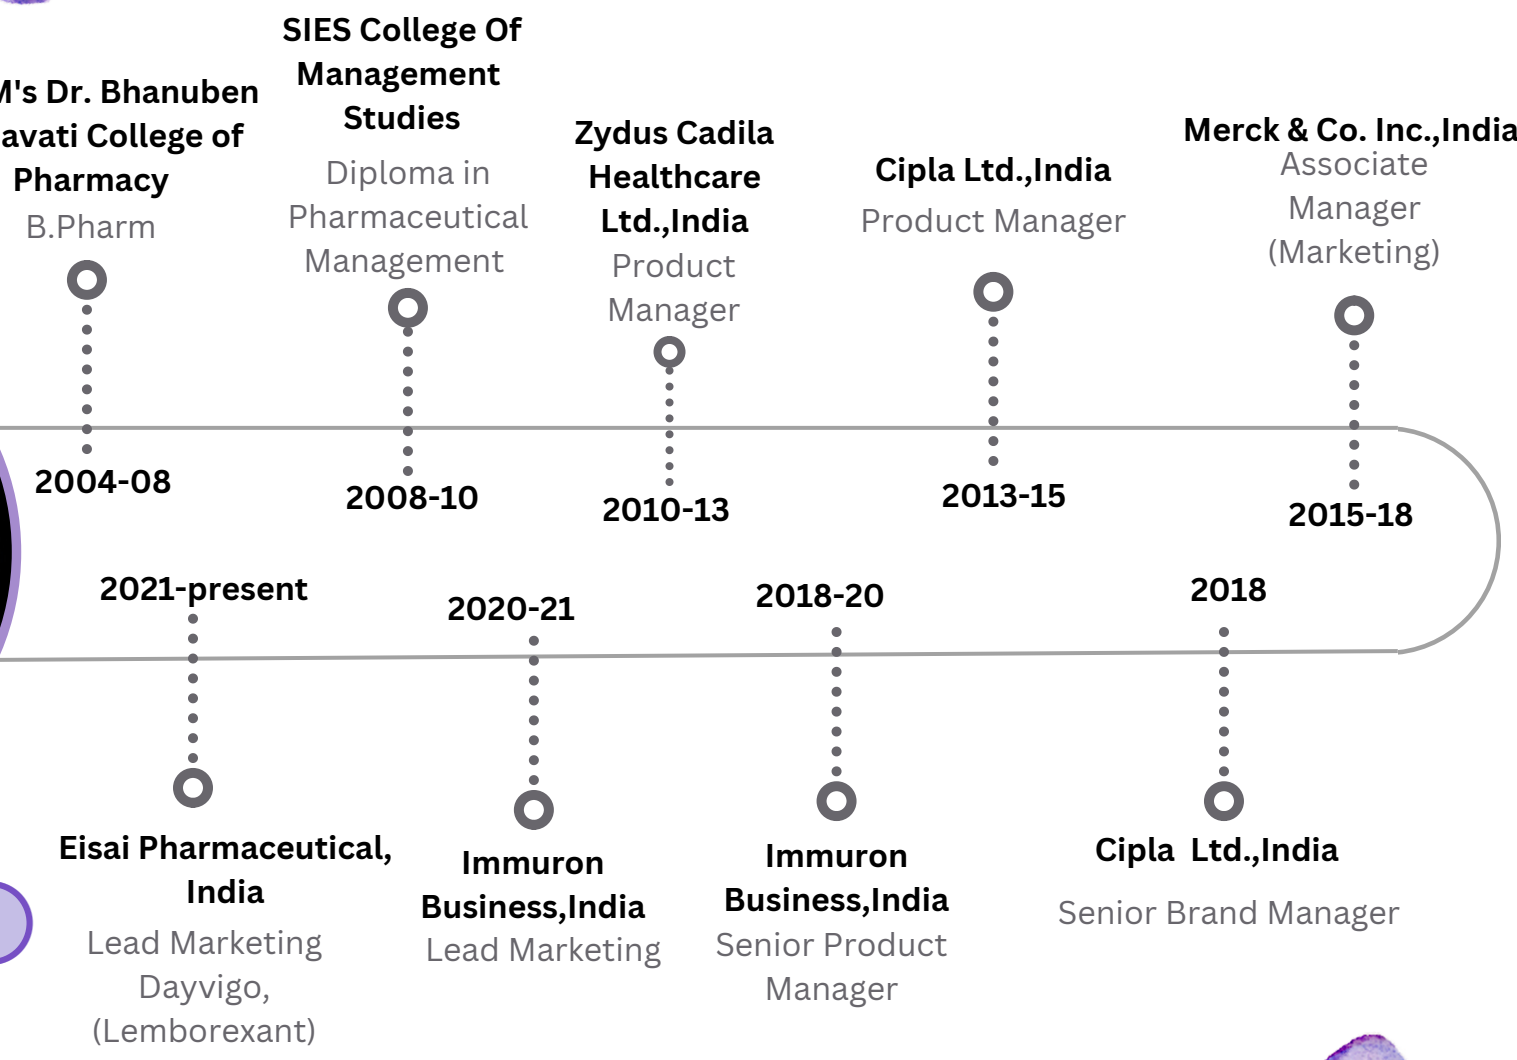 M's Dr. Bhanuben
avati College of
Pharmacy
B.Pharm
2004-08
SIES College Of
Management
Studies
Diploma in
Pharmaceutical
Management
2008-10
Zydus Cadila
Healthcare
Ltd.,India
Product
Manager
2010-13
Cipla Ltd.,India
Product Manager
2013-15
Merck & Co. Inc.,India
Associate
Manager
(Marketing)
2015-18
2021-present
Eisai Pharmaceutical,
India
Lead Marketing
Dayvigo,
(Lemborexant)
2020-21
Immuron
Business,India
Lead Marketing
2018-20
Immuron
Business,India
Senior Product
Manager
2018
Cipla  Ltd.,India
Senior Brand Manager